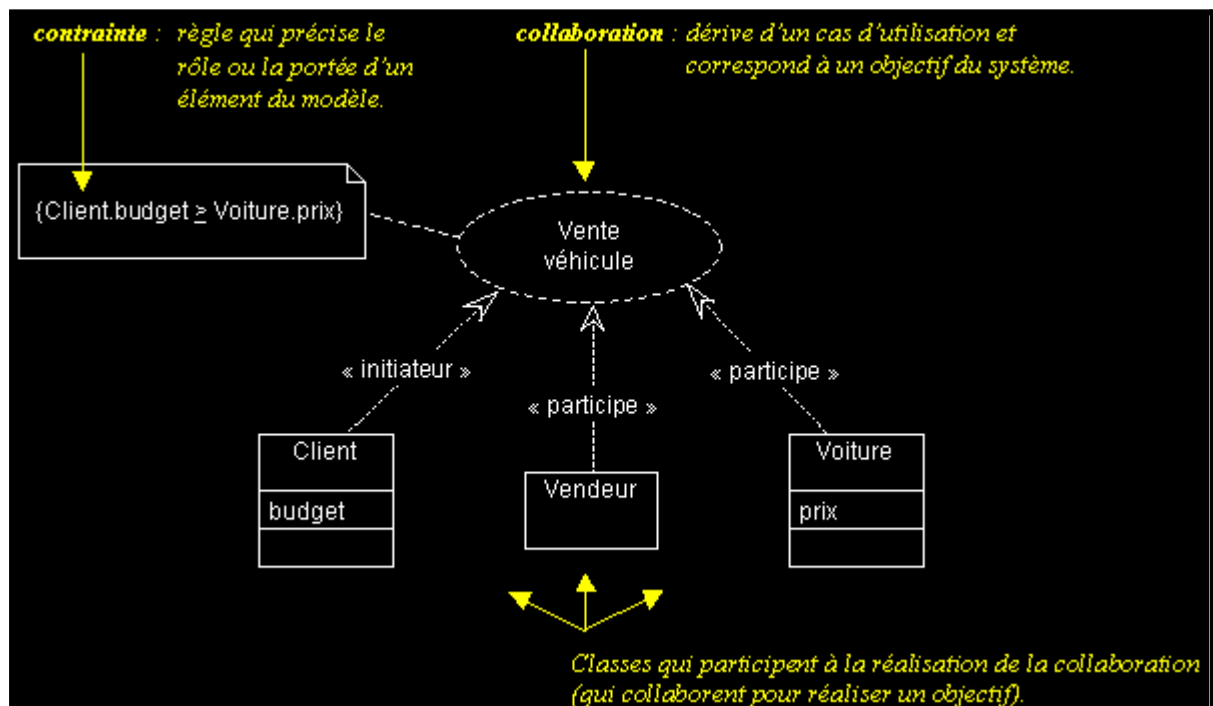 contrainte : règle qui précise le
rôle ou la portée d'un
élément du modèle.
collaboration : dérive d'un cas d'utilisation et
correspond à un objectif du système.
{Client.budget ≥ Voiture.prix}
Vente
véhicule
« initiateur »
« participe »
« participe »
Client
budget
Vendeur
Voiture
prix
Classes qui participent à la réalisation de la collaboration
(qui collaborent pour réaliser un objectif).